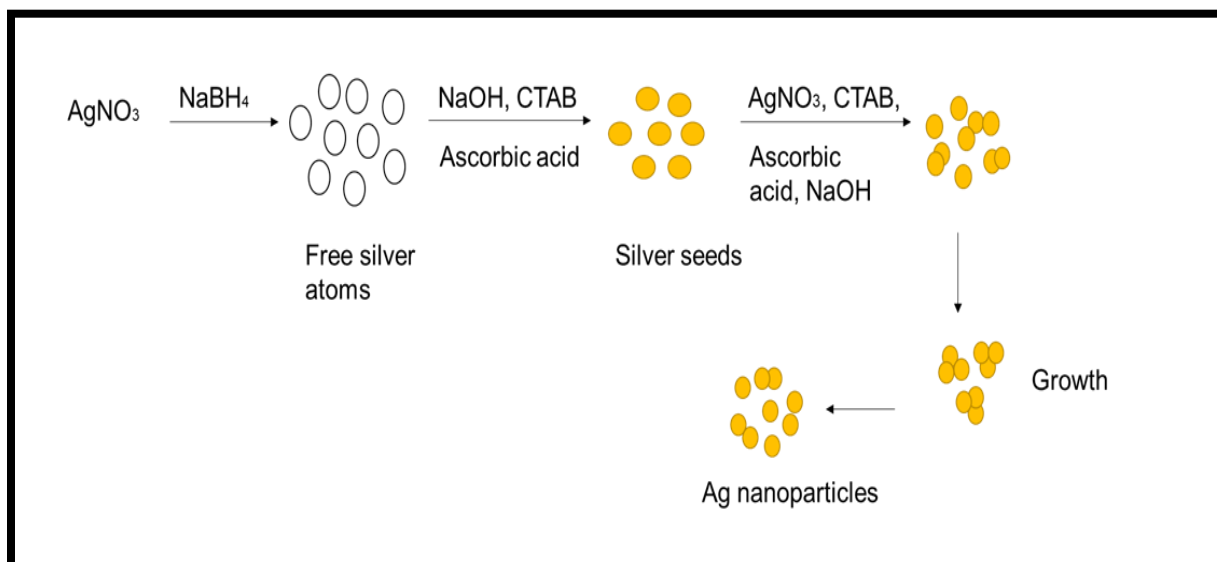 AgNO₃
NaBH₄
Free silver
atoms
NaOH, CTAB
Ascorbic acid
Silver seeds
AgNO₃, CTAB,
Ascorbic
acid, NaOH
Growth
Ag nanoparticles